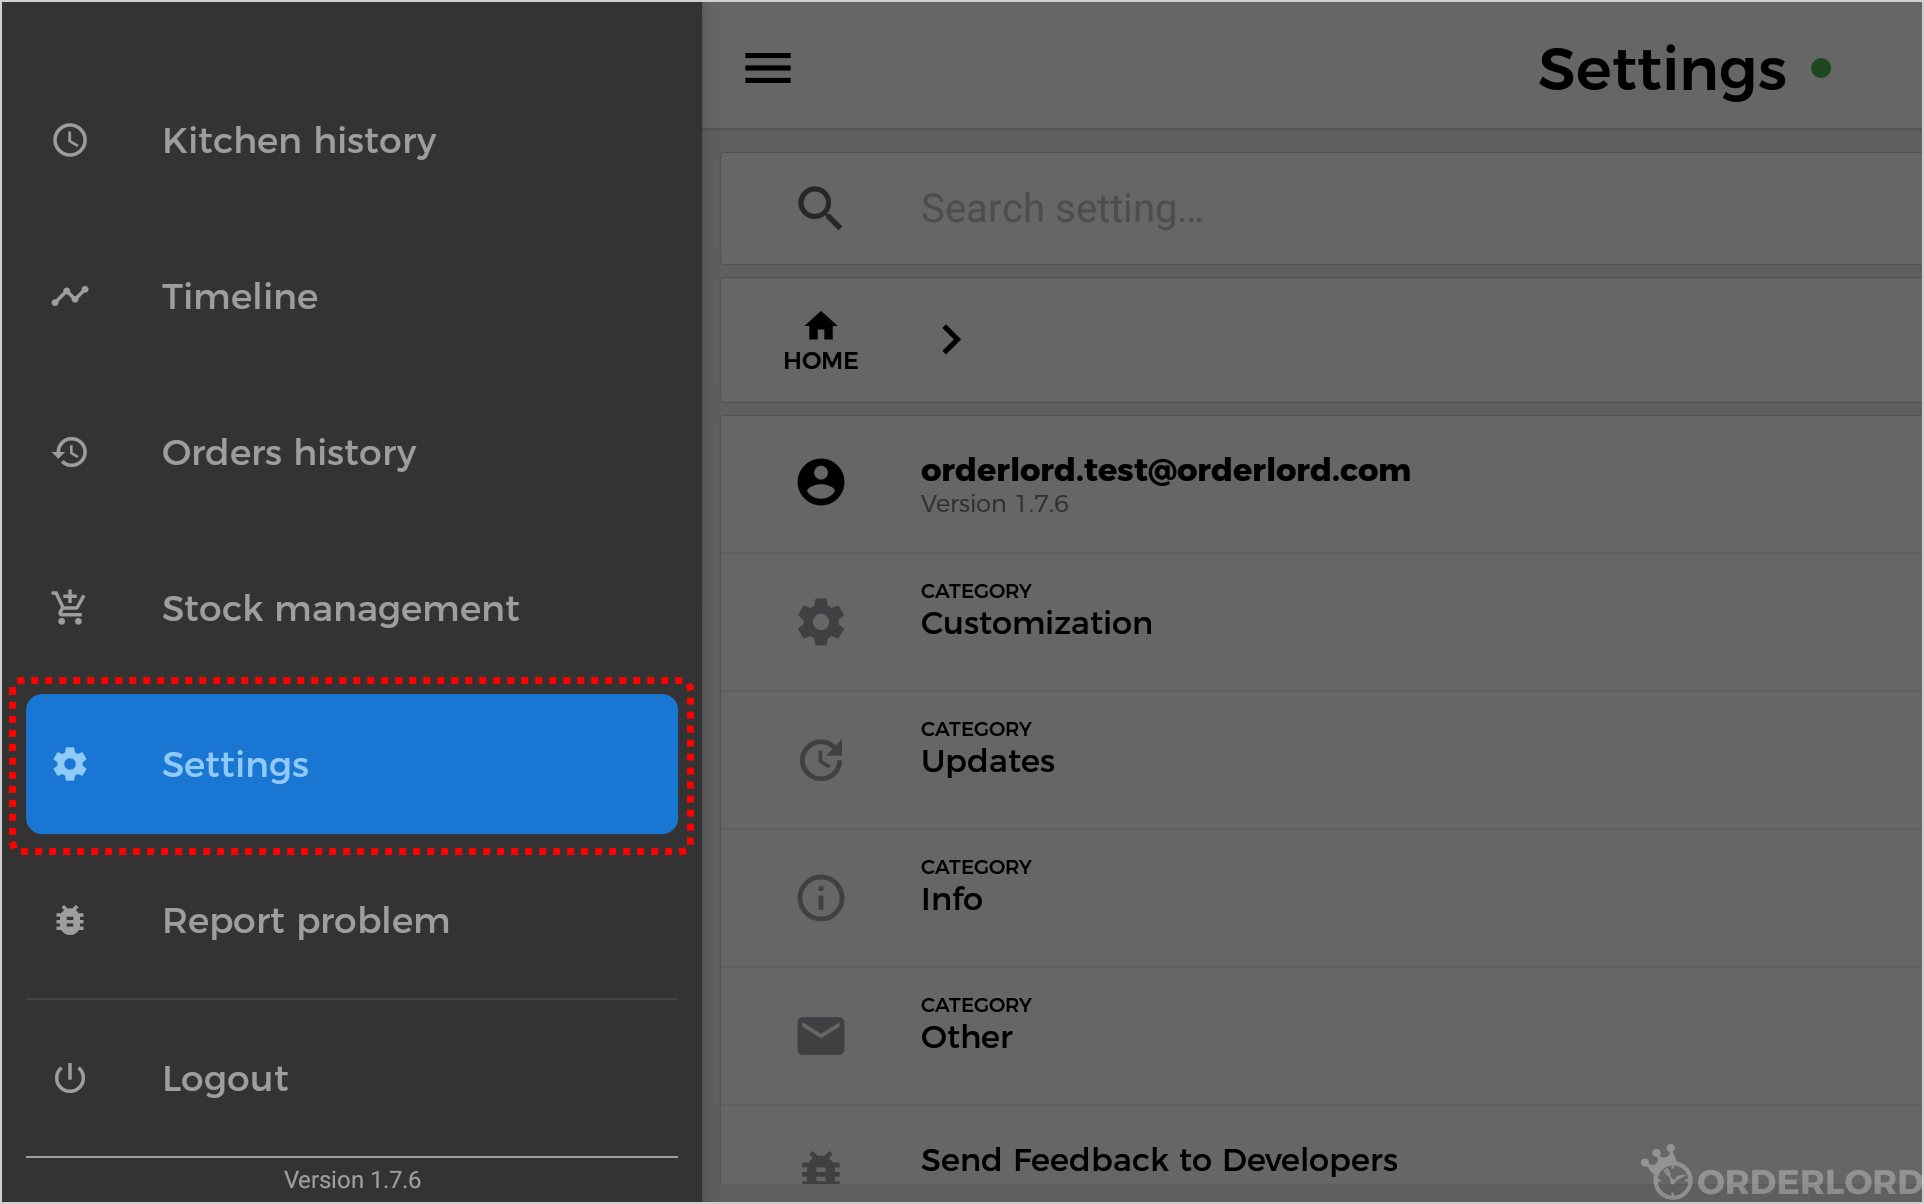 Kitchen history
Timeline
Orders history
Stock management
Settings
Report problem
Logout
Version 1.7.6
Settings
Search setting...
HOME
orderlord.test@orderlord.com
Version 1.7.6
CATEGORY
Customization
CATEGORY
Updates
CATEGORY
Info
CATEGORY
Other
Send Feedback to Developers
ORDERLORD